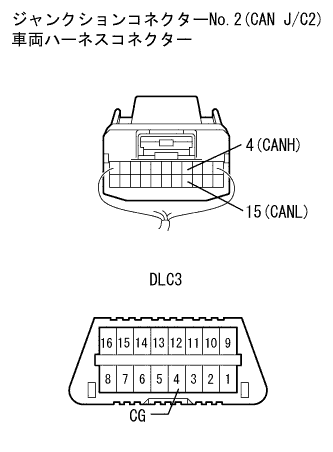 ジャンクションコネクターNo.2(CAN J/C2)
車両ハーネスコネクター
4(CANH)
15(CANL)
DLC3
16 15 14 13 12 11 10 9
8 7 6 5 4 3 2 1
CG